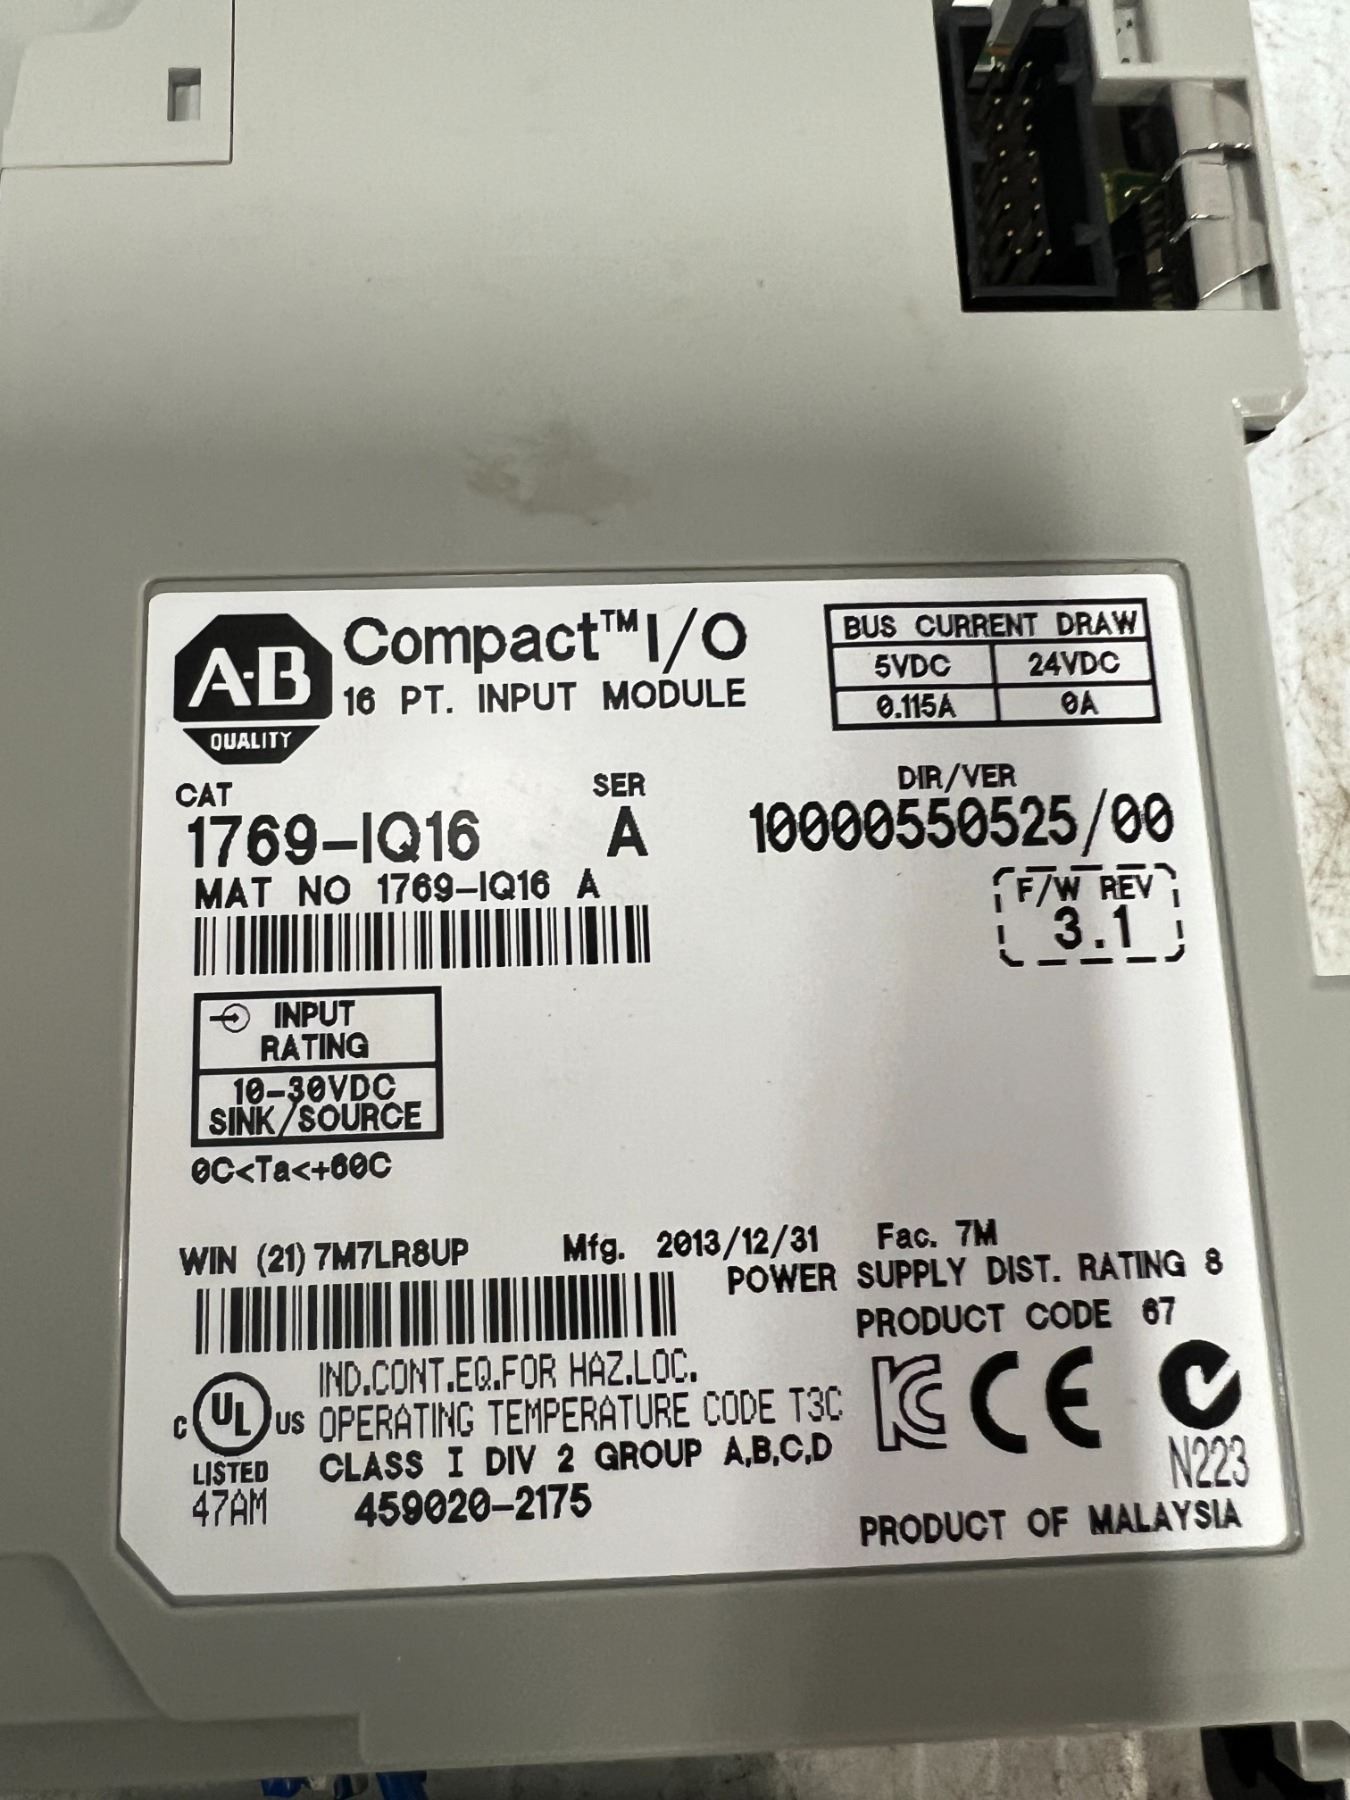 A-B
QUALITY
Compact™ I/O
16 PT. INPUT MODULE
BUS CURRENT DRAW
5VDC 24VDC
0.115A 0A
CAT SER DIR/VER
1769-IQ16 A 10000550525/00
MAT NO 1769-IQ16 A
F/W REV
3.1
INPUT
RATING
10-30VDC
SINK/SOURCE
0C<Ta<+60C
WIN (21) 7M7LR8UP Mfg. 2013/12/31 Fac. 7M
POWER SUPPLY DIST. RATING 8
PRODUCT CODE 67
C UL US
LISTED
47AM
IND.CONT.EQ.FOR HAZ.LOC.
OPERATING TEMPERATURE CODE T3C
CLASS I DIV 2 GROUP A,B,C,D
459020-2175
KC CE
N223
PRODUCT OF MALAYSIA